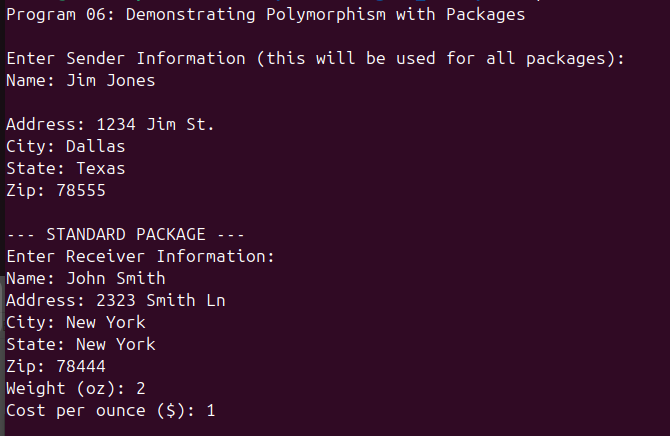 Program 06: Demonstrating Polymorphism with Packages
Enter Sender Information (this will be used for all packages):
Name: Jim Jones
Address: 1234 Jim St.
City: Dallas
State: Texas
Zip: 78555
--- STANDARD PACKAGE ---
Enter Receiver Information:
Name: John Smith
Address: 2323 Smith Ln
City: New York
State: New York
Zip: 78444
Weight (oz): 2
Cost per ounce ($): 1